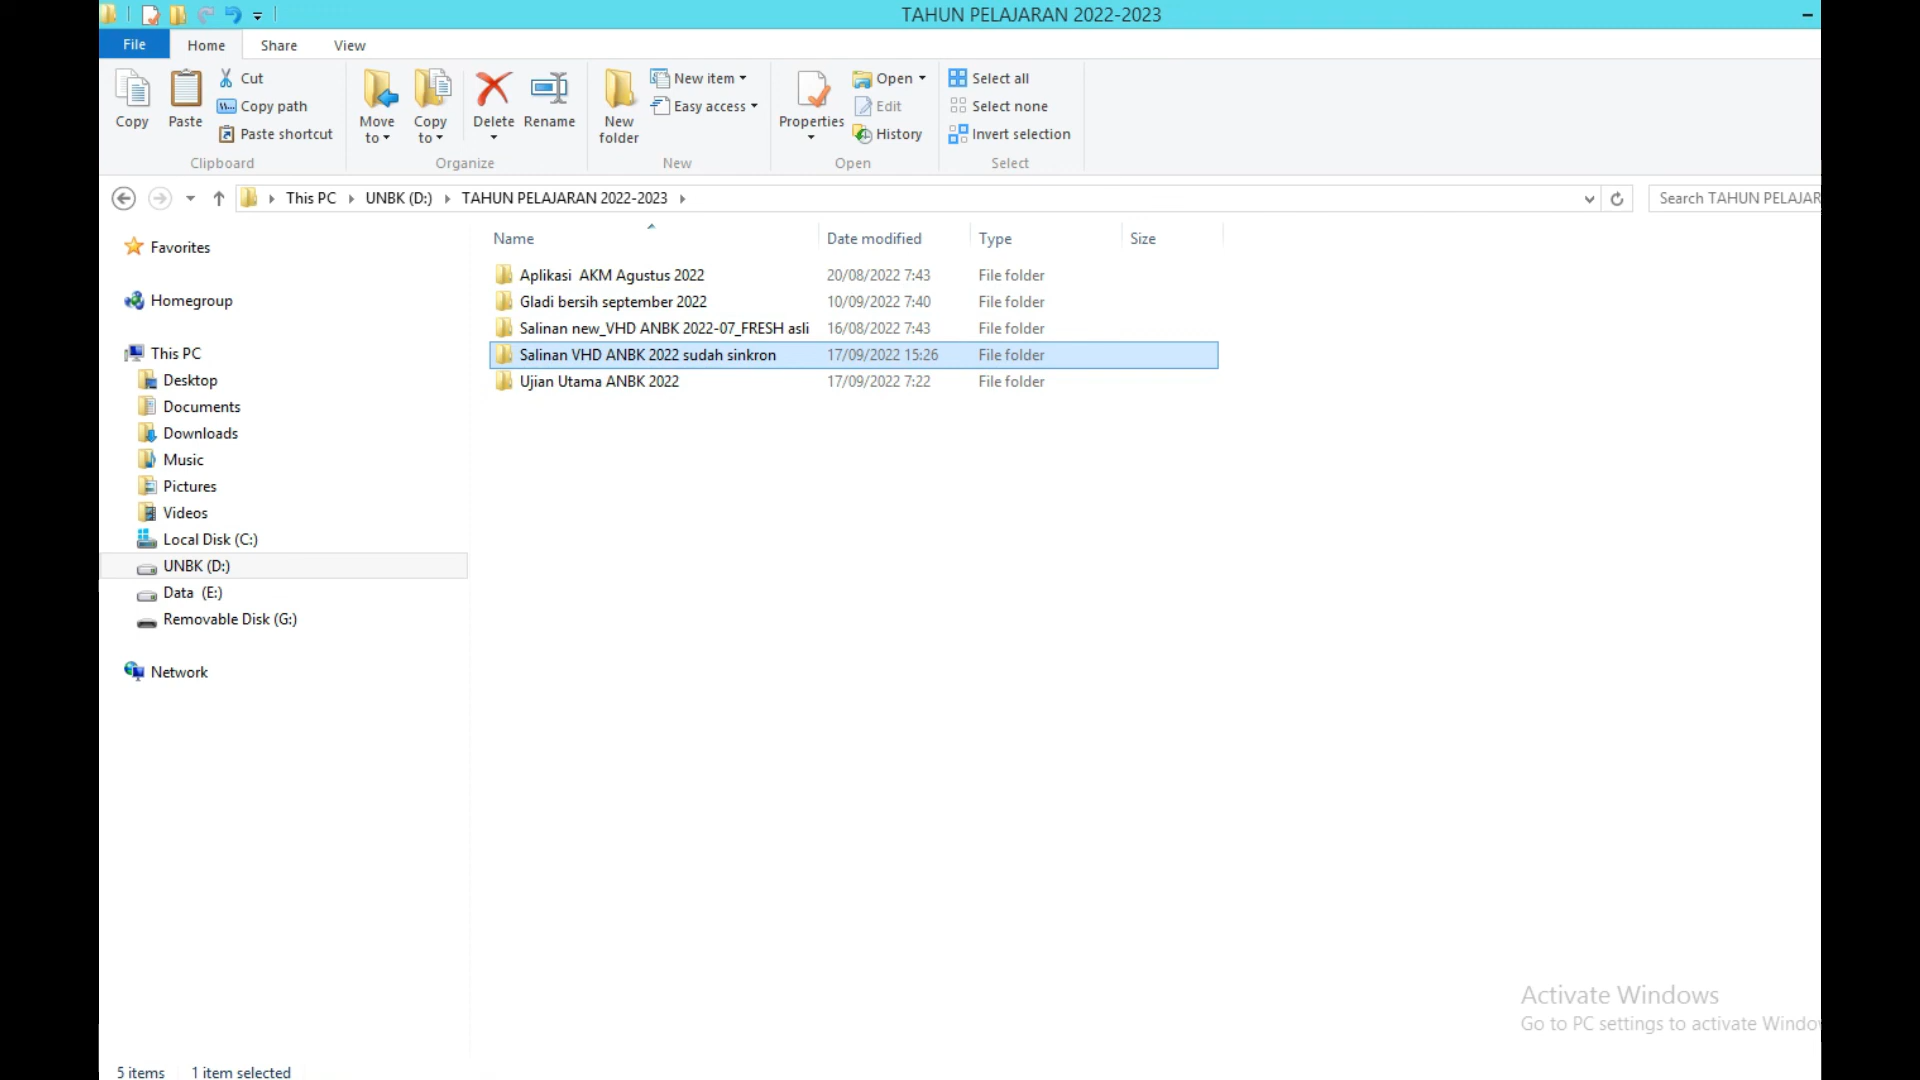 TAHUN PELAJARAN 2022-2023
File Home Share View
Copy
Paste
Cut
Copy path
Paste shortcut
Clipboard
Move to
Copy to
Delete
Rename
Organize
New folder
New item
Easy access
New
Properties
Open
Edit
History
Open
Select all
Select none
Invert selection
Select
This PC UNBK (D:) TAHUN PELAJARAN 2022-2023
Search TAHUN PELAJAR
Favorites
Homegroup
This PC
Desktop
Documents
Downloads
Music
Pictures
Videos
Local Disk (C:)
UNBK (D:)
Data (E:)
Removable Disk (G:)
Network
Name Date modified Type Size
Aplikasi AKM Agustus 2022 20/08/2022 7:43 File folder
Gladi bersih september 2022 10/09/2022 7:40 File folder
Salinan new_VHD ANBK 2022-07_FRESH asli 16/08/2022 7:43 File folder
Salinan VHD ANBK 2022 sudah sinkron 17/09/2022 15:26 File folder
Ujian Utama ANBK 2022 17/09/2022 7:22 File folder
Activate Windows
Go to PC settings to activate Windo
5 items 1 item selected